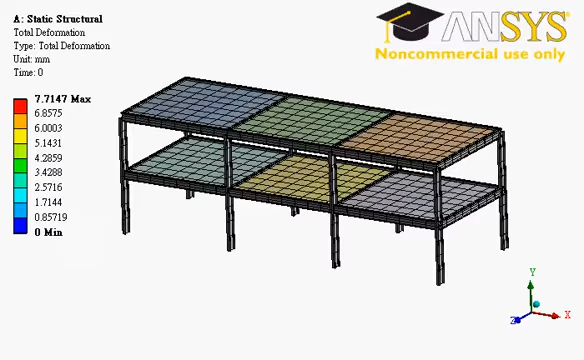 A: Static Structural
Total Deformation
Type: Total Deformation
Unit: mm
Time: 0
7.7147 Max
6.8575
6.0003
5.1431
4.2859
3.4288
2.5716
1.7144
0.85719
0 Min
ANSYS
Noncommercial use only
Y
X
Z